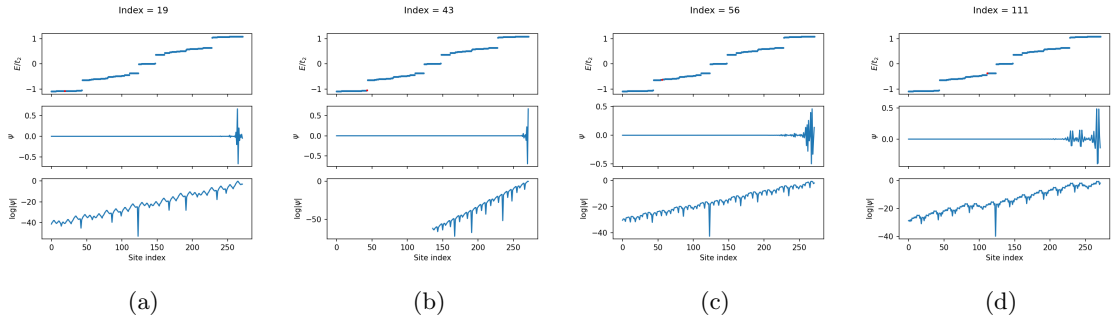 Index = 19
Index = 43
Index = 56
Index = 111
E/t₂
1
0
−1
E/t₂
1
0
−1
E/t₂
1
0
−1
E/t₂
1
0
−1
ψ
0.5
0.0
−0.5
ψ
0.5
0.0
−0.5
ψ
0.5
0.0
−0.5
ψ
0.5
0.0
log|ψ|
0
−20
−40
log|ψ|
0
−50
log|ψ|
0
−20
−40
log|ψ|
0
−20
−40
0 50 100 150 200 250
0 50 100 150 200 250
0 50 100 150 200 250
0 50 100 150 200 250
Site index
Site index
Site index
Site index
(a)
(b)
(c)
(d)